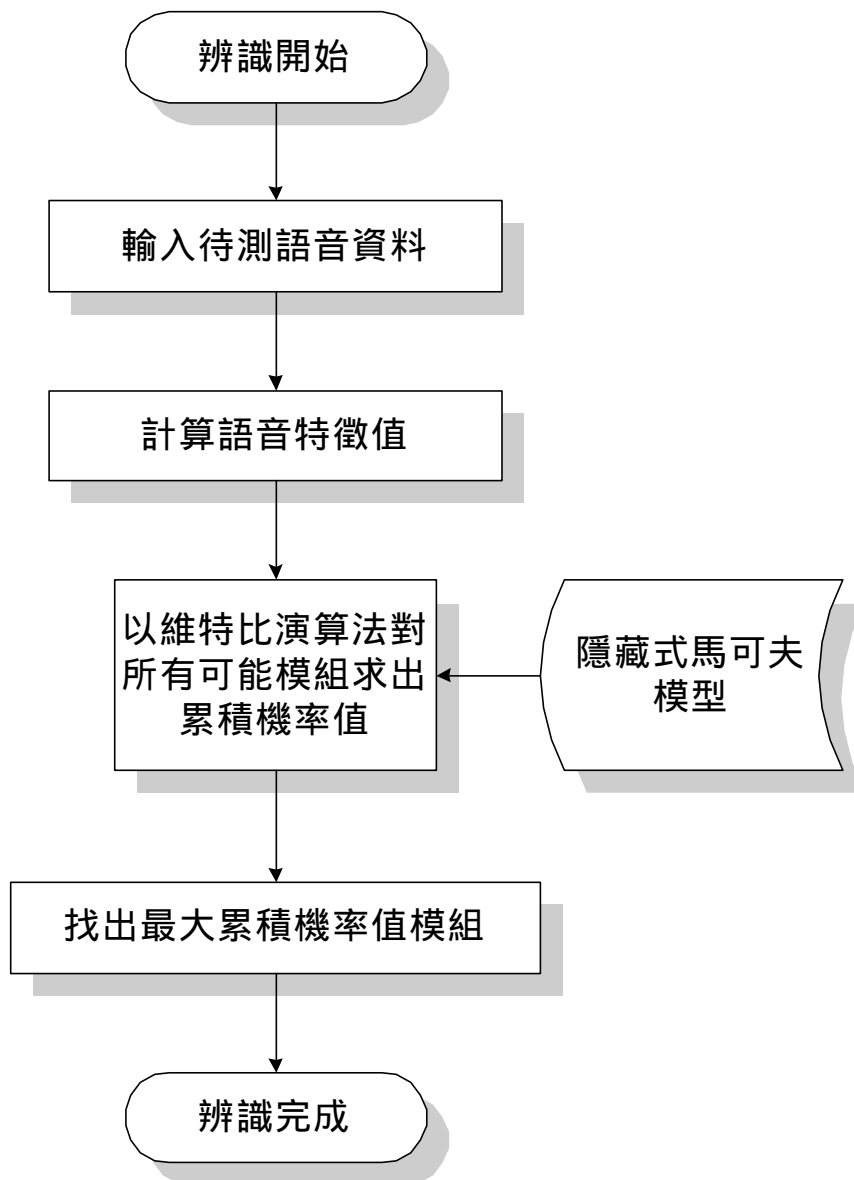 辨識開始
輸入待測語音資料
計算語音特徵值
以維特比演算法對
所有可能模組求出
累積機率值
隱藏式馬可夫
模型
找出最大累積機率值模組
辨識完成